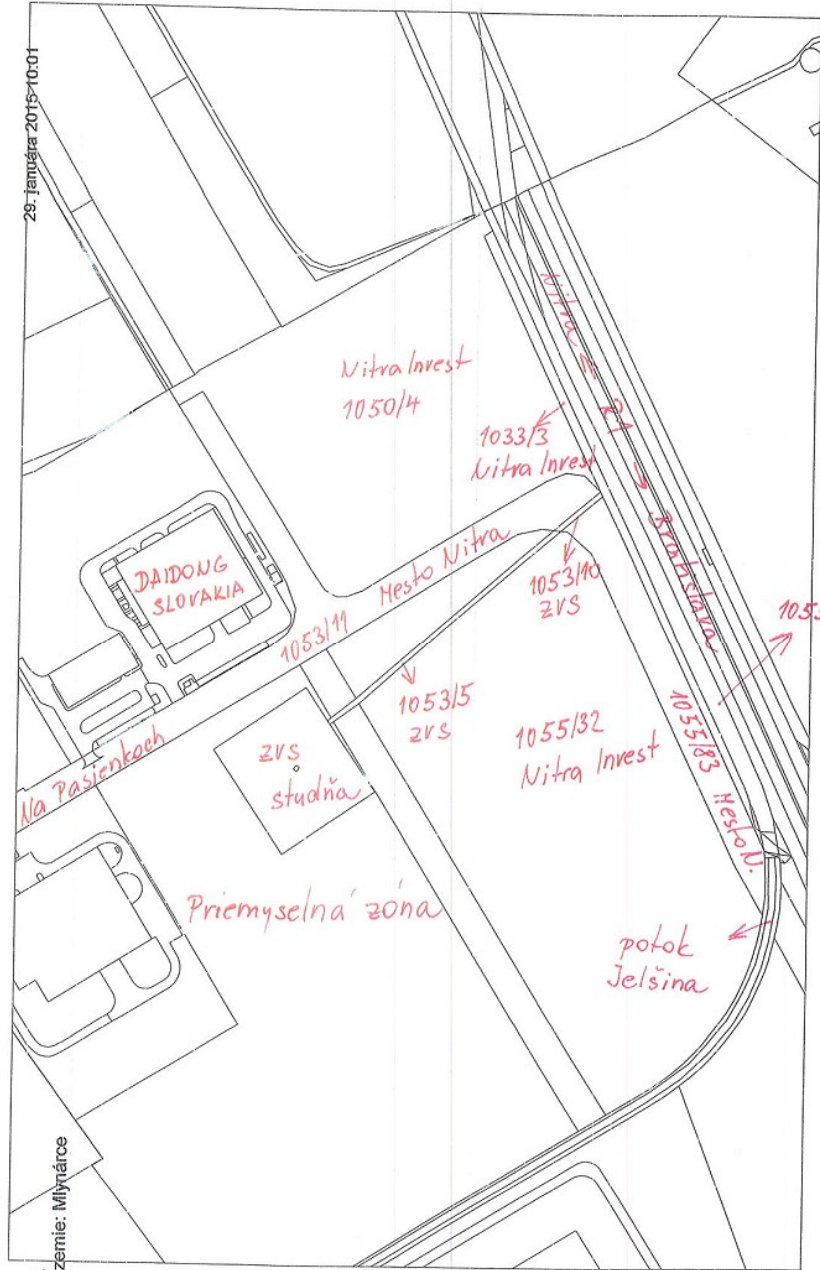 29. januára 2015 10:01
Nitra Invest
1050/4
1033/3
Nitra Invest
Nitra ← R1 → Bratislava
DAIDONG
SLOVAKIA
1053/11 Mesto Nitra
1053/10
ZVS
1053/5
ZVS
1055/32
Nitra Invest
1055/83 Mesto N.
Na Pasienkoch
ZVS
studňa
Priemyselná zóna
potok
Jelšina
zemie: Mlynárce